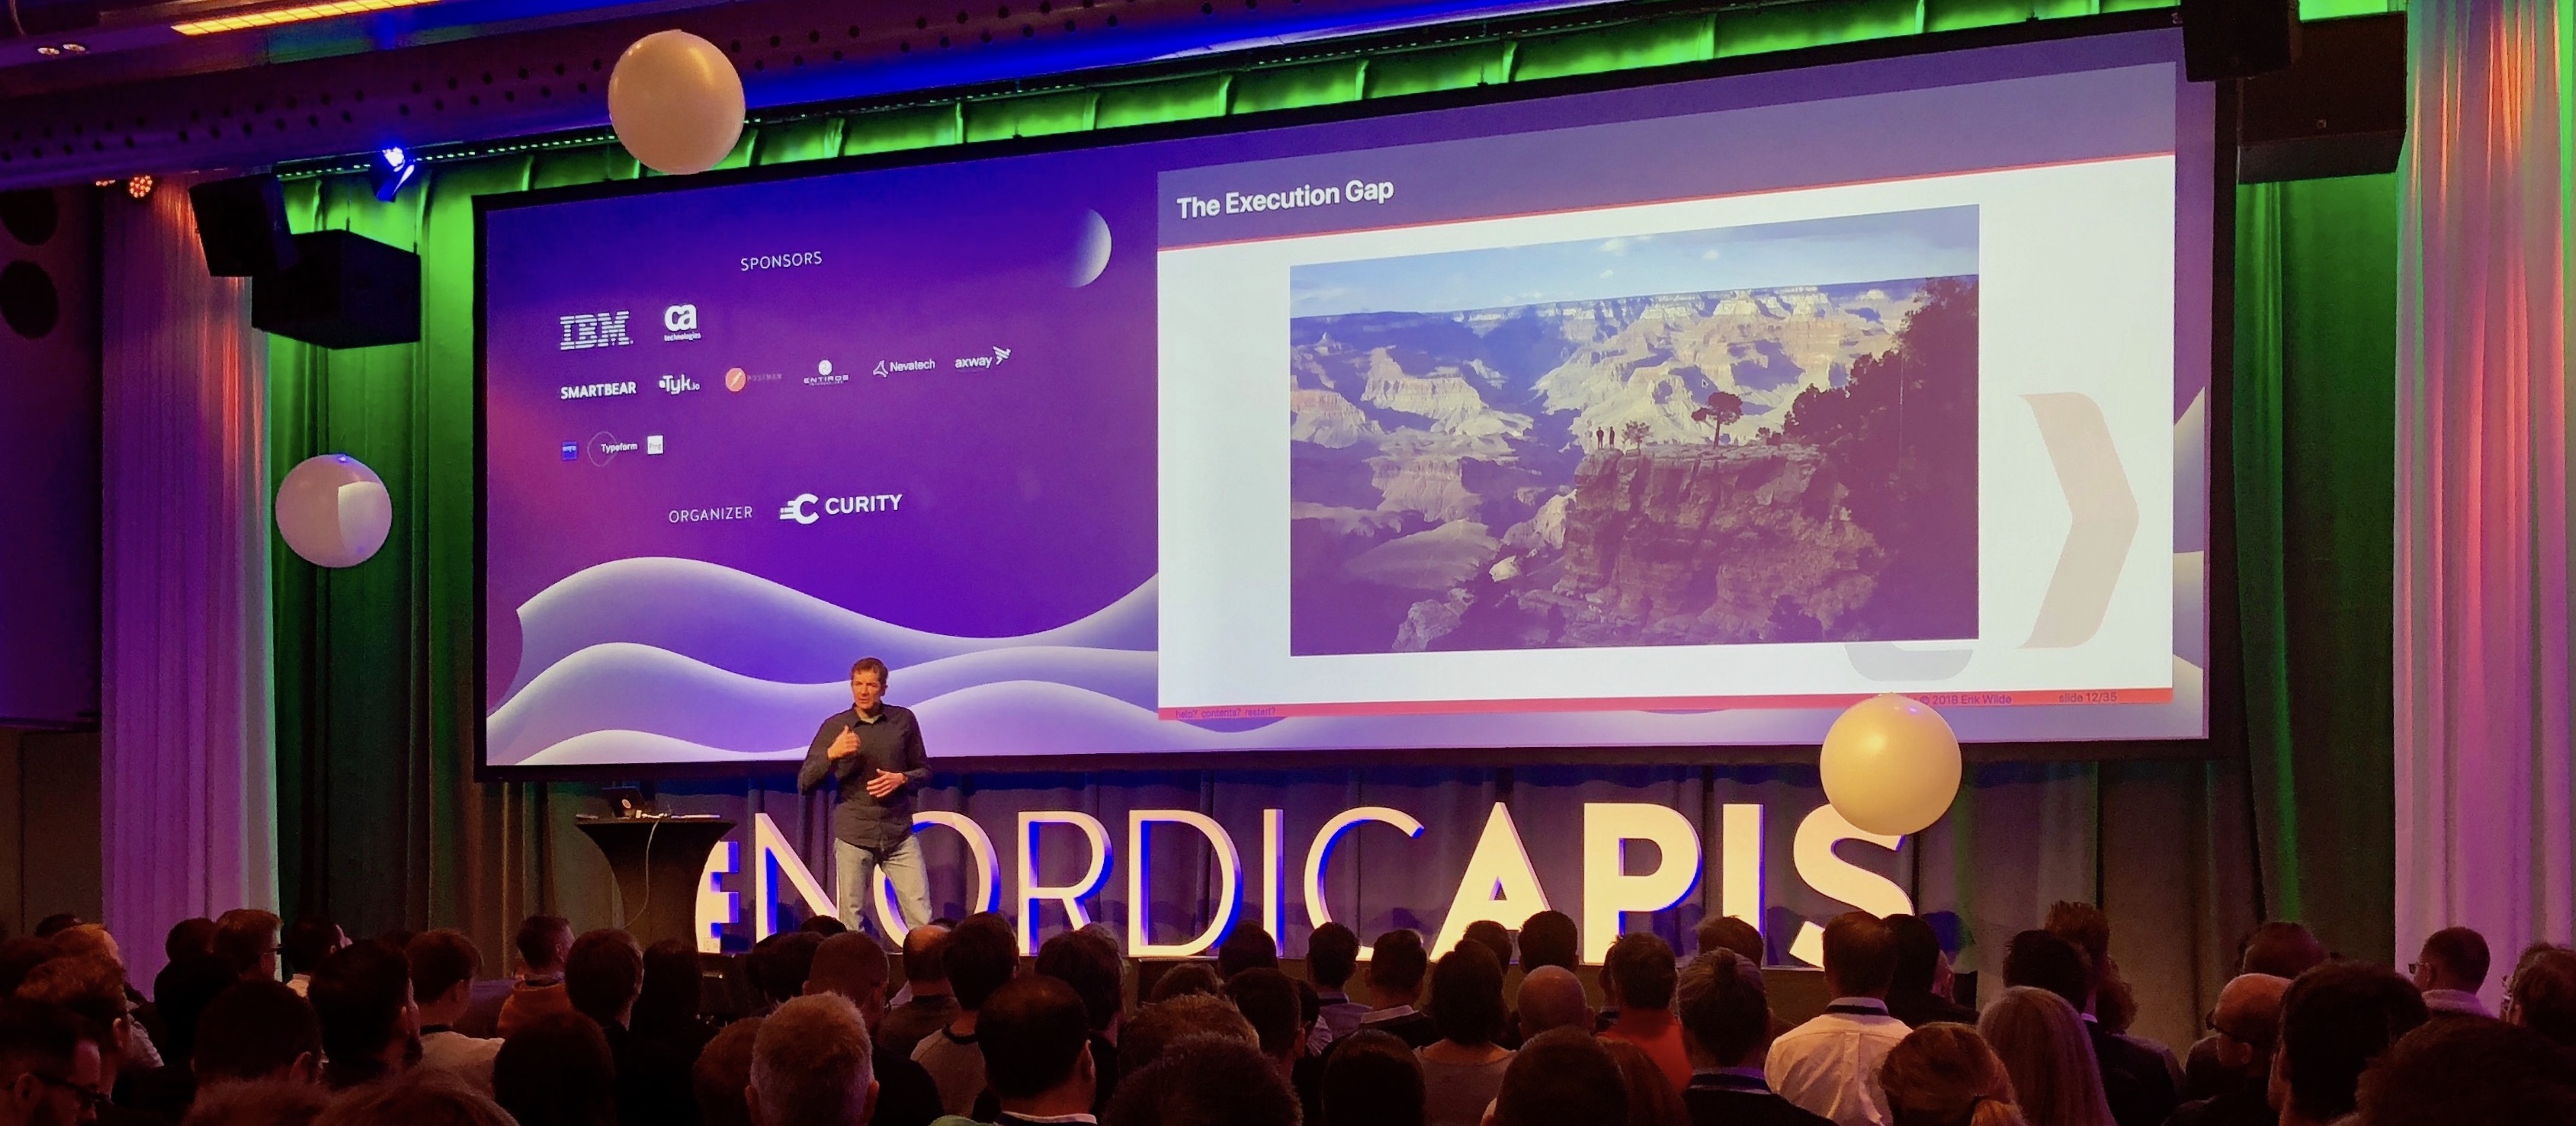 SPONSORS
IBM
ca
technologies
SMARTBEAR
Tyk.io
POSTMAN
ENTIROS
Nevatech
axway
Typeform
ORGANIZER
CURITY
The Execution Gap
help? contents? restart?
© 2018 Erik Wilde
slide 12/35
NORDICAPIS